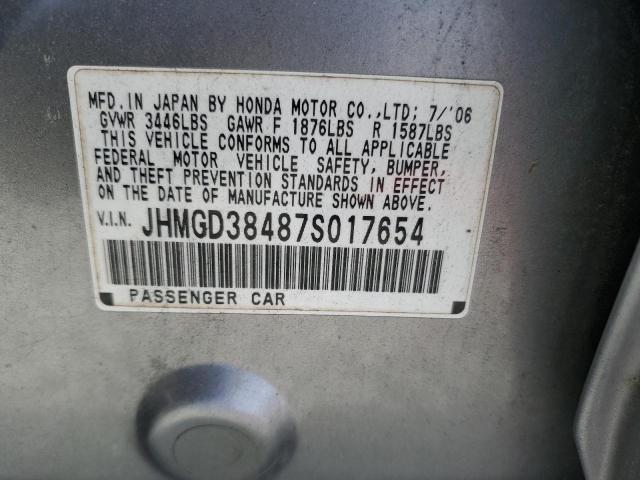 MFD.IN JAPAN BY HONDA MOTOR CO.,LTD; 7/'06
GVWR 3446LBS GAWR F 1876LBS R 1587LBS
THIS VEHICLE CONFORMS TO ALL APPLICABLE
FEDERAL MOTOR VEHICLE SAFETY, BUMPER,
AND THEFT PREVENTION STANDARDS IN EFFECT
ON THE DATE OF MANUFACTURE SHOWN ABOVE.
V.I.N. JHMGD38487S017654
PASSENGER CAR